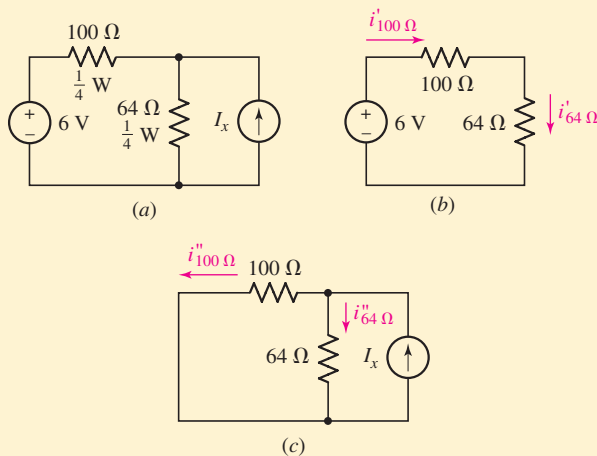 100 Ω
1/4 W
6 V
64 Ω
1/4 W
I_x
(a)
i'_100 Ω
100 Ω
6 V
64 Ω
i'_64 Ω
(b)
i"_100 Ω
100 Ω
i"_64 Ω
64 Ω
I_x
(c)